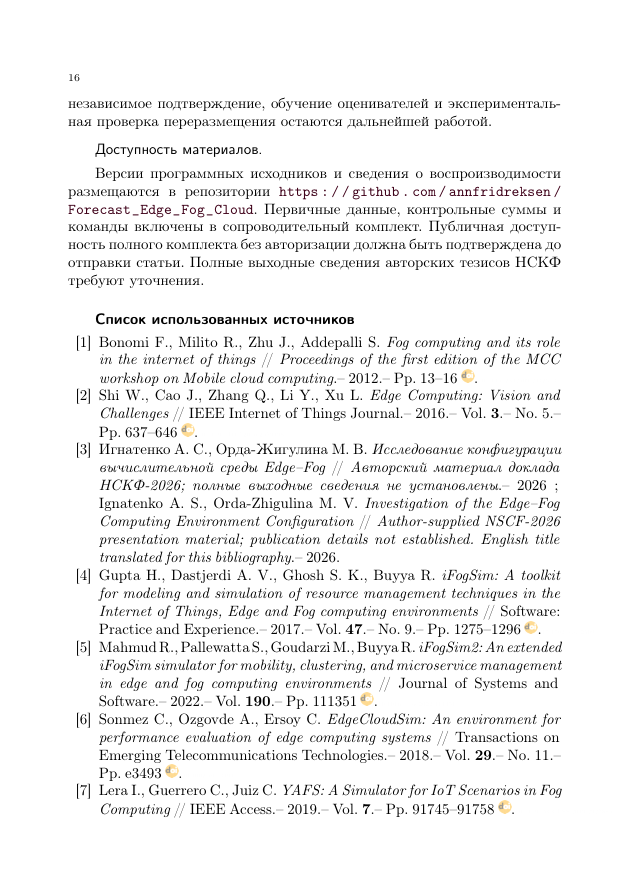 16
независимое подтверждение, обучение оценивателей и эксперименталь-
ная проверка переразмещения остаются дальнейшей работой.
Доступность материалов.
Версии программных исходников и сведения о воспроизводимости
размещаются в репозитории https://github.com/annfridreksen/
Forecast_Edge_Fog_Cloud. Первичные данные, контрольные суммы и
команды включены в сопроводительный комплект. Публичная доступ-
ность полного комплекта без авторизации должна быть подтверждена до
отправки статьи. Полные выходные сведения авторских тезисов НСКФ
требуют уточнения.
Список использованных источников
[1] Bonomi F., Milito R., Zhu J., Addepalli S. Fog computing and its role
in the internet of things // Proceedings of the first edition of the MCC
workshop on Mobile cloud computing.– 2012.– Pp. 13–16 .
[2] Shi W., Cao J., Zhang Q., Li Y., Xu L. Edge Computing: Vision and
Challenges // IEEE Internet of Things Journal.– 2016.– Vol. 3.– No. 5.–
Pp. 637–646 .
[3] Игнатенко А. С., Орда-Жигулина М. В. Исследование конфигурации
вычислительной среды Edge–Fog // Авторский материал доклада
НСКФ-2026; полные выходные сведения не установлены.– 2026 ;
Ignatenko A. S., Orda-Zhigulina M. V. Investigation of the Edge–Fog
Computing Environment Configuration // Author-supplied NSCF-2026
presentation material; publication details not established. English title
translated for this bibliography.– 2026.
[4] Gupta H., Dastjerdi A. V., Ghosh S. K., Buyya R. iFogSim: A toolkit
for modeling and simulation of resource management techniques in the
Internet of Things, Edge and Fog computing environments // Software:
Practice and Experience.– 2017.– Vol. 47.– No. 9.– Pp. 1275–1296 .
[5] Mahmud R., Pallewatta S., Goudarzi M., Buyya R. iFogSim2: An extended
iFogSim simulator for mobility, clustering, and microservice management
in edge and fog computing environments // Journal of Systems and
Software.– 2022.– Vol. 190.– Pp. 111351 .
[6] Sonmez C., Ozgovde A., Ersoy C. EdgeCloudSim: An environment for
performance evaluation of edge computing systems // Transactions on
Emerging Telecommunications Technologies.– 2018.– Vol. 29.– No. 11.–
Pp. e3493 .
[7] Lera I., Guerrero C., Juiz C. YAFS: A Simulator for IoT Scenarios in Fog
Computing // IEEE Access.– 2019.– Vol. 7.– Pp. 91745–91758 .